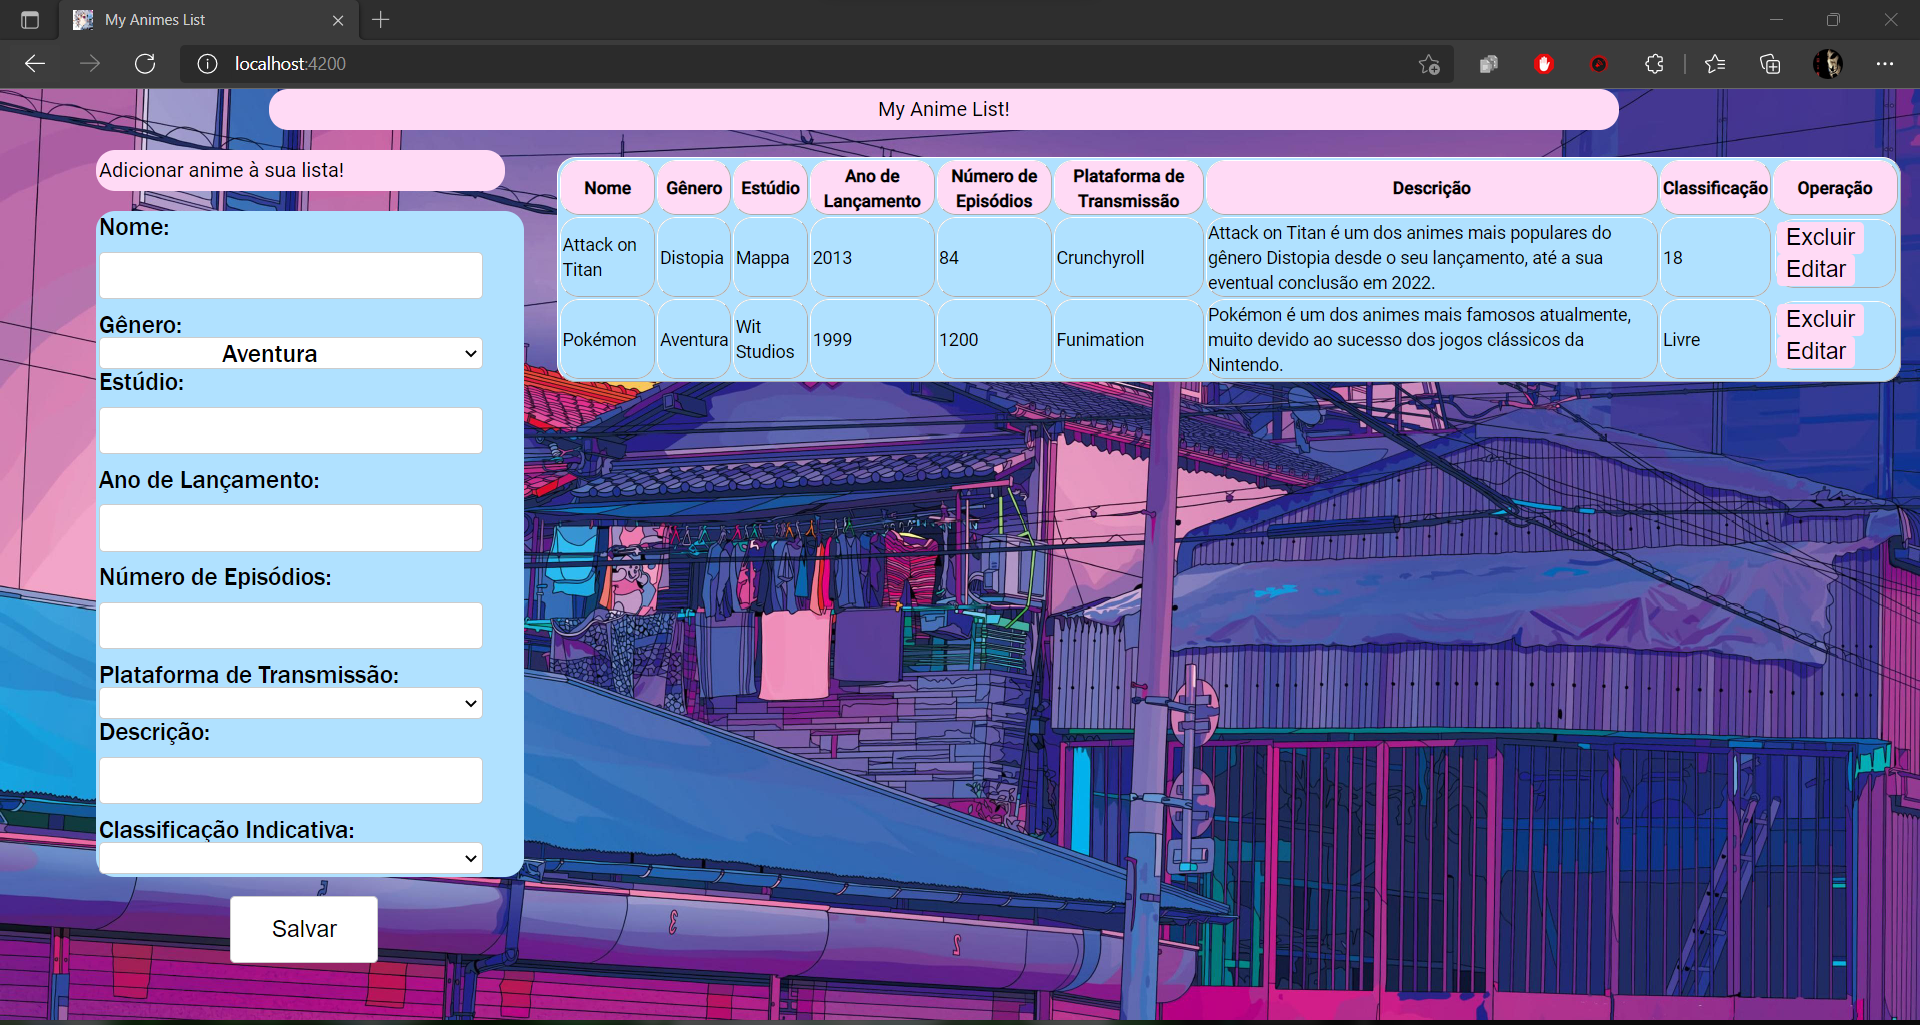 My Animes List
localhost:4200
My Anime List!
Adicionar anime à sua lista!
Nome:
Gênero:
Aventura
Estúdio:
Ano de Lançamento:
Número de Episódios:
Plataforma de Transmissão:
Descrição:
Classificação Indicativa:
Salvar
Nome
Gênero
Estúdio
Ano de
Lançamento
Número de
Episódios
Plataforma de
Transmissão
Descrição
Classificação
Operação
Attack on
Titan
Distopia
Mappa
2013
84
Crunchyroll
Attack on Titan é um dos animes mais populares do
gênero Distopia desde o seu lançamento, até a sua
eventual conclusão em 2022.
18
Excluir
Editar
Pokémon
Aventura
Wit
Studios
1999
1200
Funimation
Pokémon é um dos animes mais famosos atualmente,
muito devido ao sucesso dos jogos clássicos da
Nintendo.
Livre
Excluir
Editar